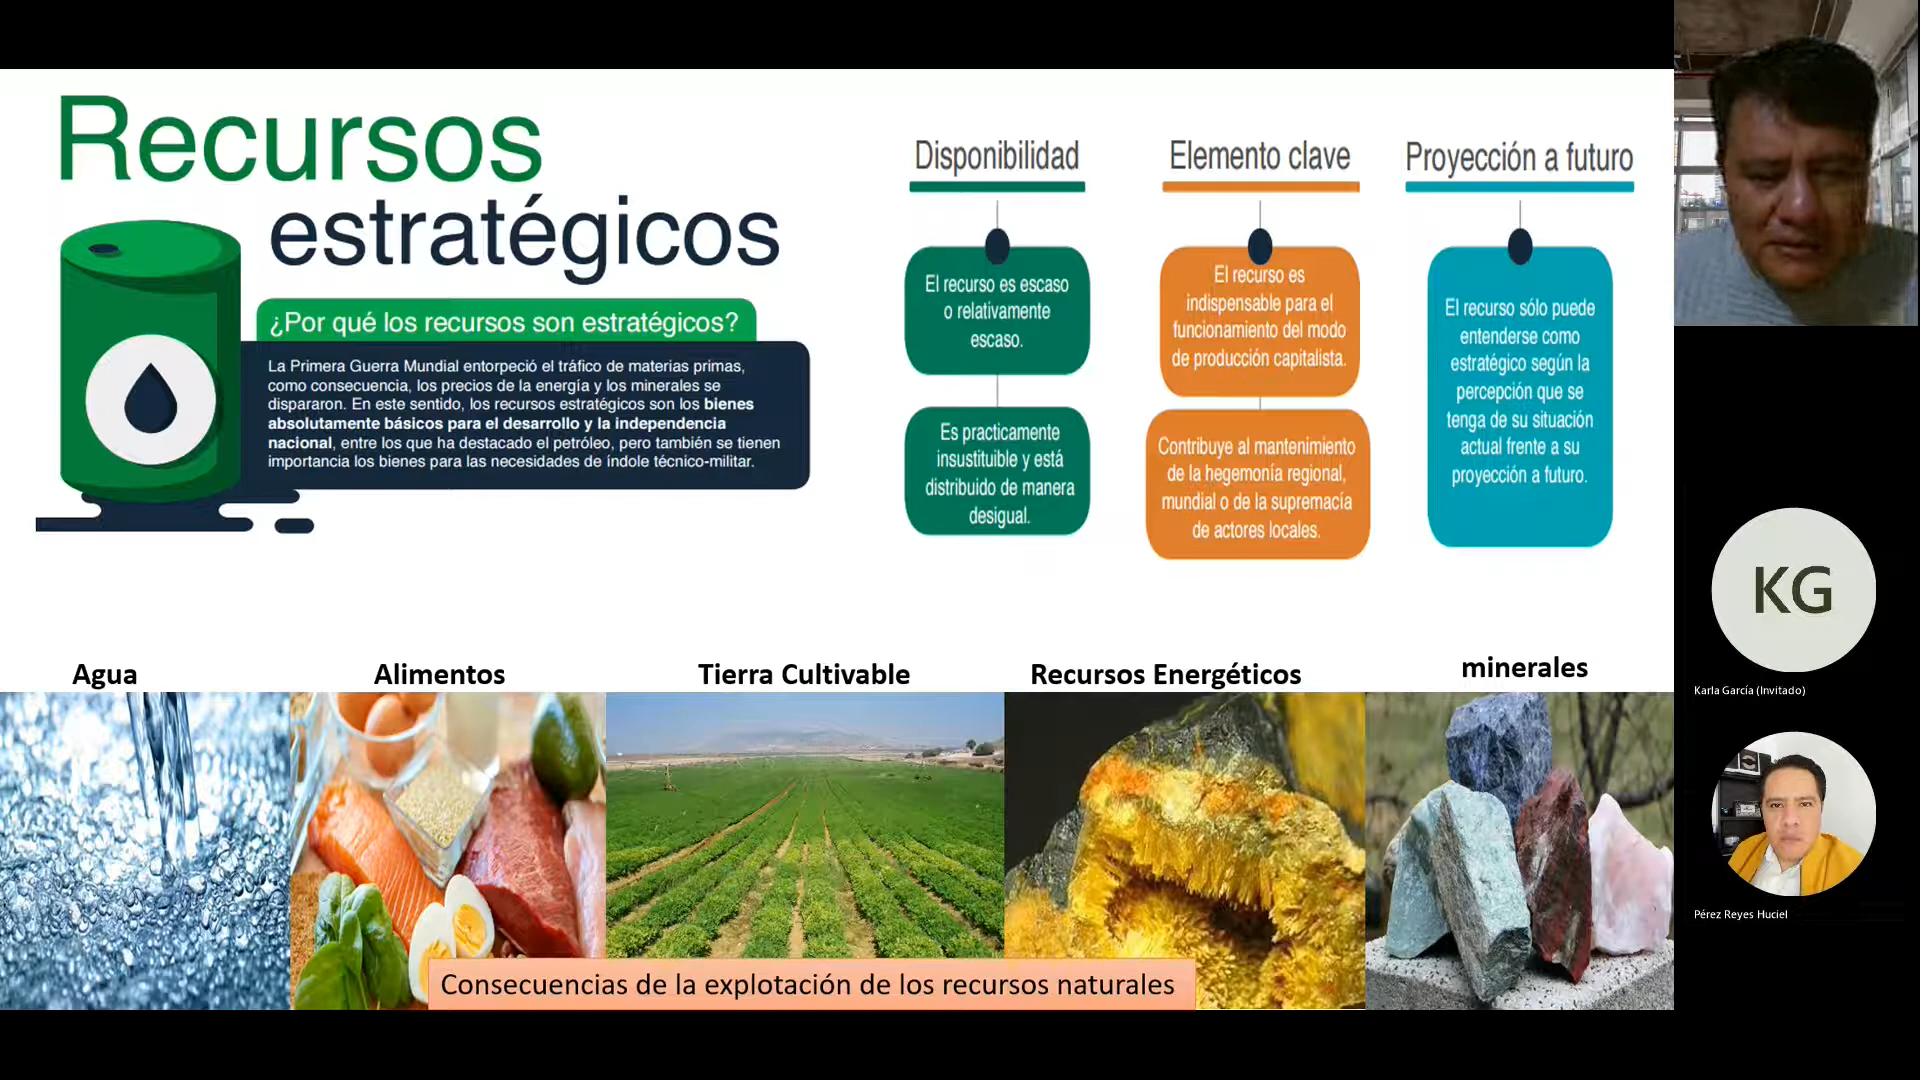 Recursos
estratégicos
¿Por qué los recursos son estratégicos?
La Primera Guerra Mundial entorpeció el tráfico de materias primas,
como consecuencia, los precios de la energía y los minerales se
dispararon. En este sentido, los recursos estratégicos son los bienes
absolutamente básicos para el desarrollo y la independencia
nacional, entre los que ha destacado el petróleo, pero también se tienen
importancia los bienes para las necesidades de índole técnico-militar.
Disponibilidad
El recurso es escaso
o relativamente
escaso.
Es practicamente
insustituible y está
distribuido de manera
desigual.
Elemento clave
El recurso es
indispensable para el
funcionamiento del modo
de producción capitalista.
Contribuye al mantenimiento
de la hegemonía regional,
mundial o de la supremacía
de actores locales.
Proyección a futuro
El recurso sólo puede
entenderse como
estratégico según la
percepción que se
tenga de su situación
actual frente a su
proyección a futuro.
Agua
Alimentos
Tierra Cultivable
Recursos Energéticos
minerales
Consecuencias de la explotación de los recursos naturales
KG
Karla García (Invitado)
Pérez Reyes Huciel